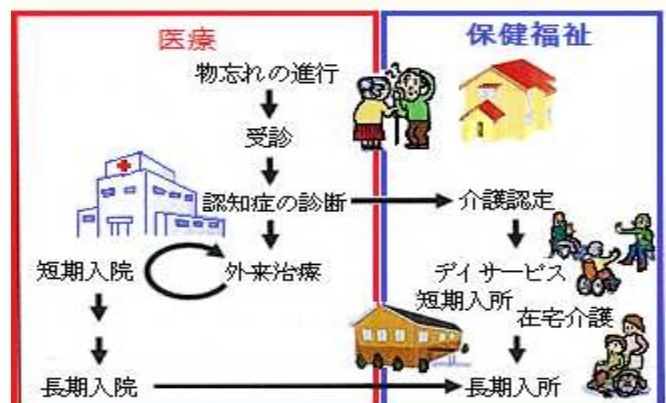 医療
物忘れの進行
受診
認知症の診断
短期入院
外来治療
長期入院
保健福祉
介護認定
デイサービス
短期入所
在宅介護
長期入所